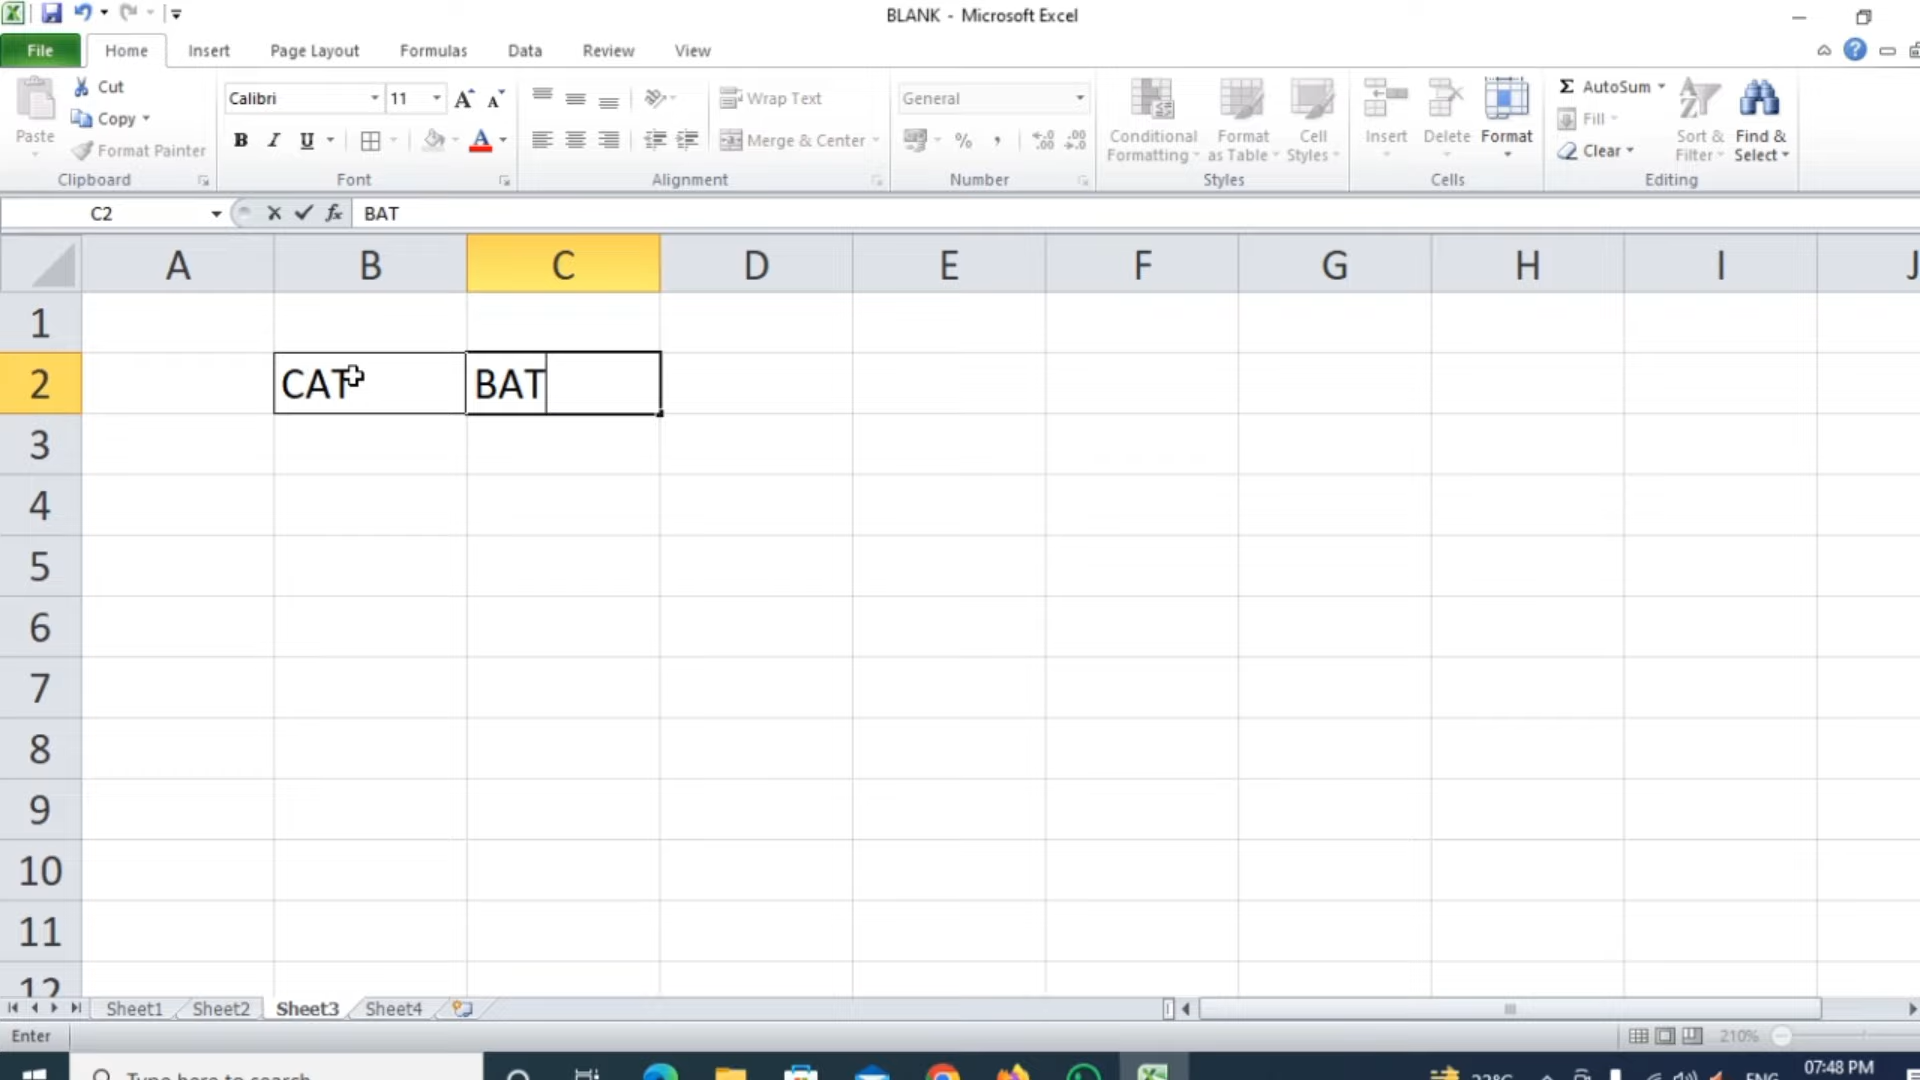 BLANK - Microsoft Excel
File Home Insert Page Layout Formulas Data Review View
Paste
Cut
Copy
Format Painter
Clipboard
Calibri 11
B I U A
Font
Wrap Text
Merge & Center
Alignment
General
% ,
Number
Conditional Formatting
Format as Table
Cell Styles
Styles
Insert Delete Format
Cells
Σ AutoSum
Fill
Clear
Sort & Filter
Find & Select
Editing
C2 fx BAT
A B C D E F G H I J
1
2 CAT BAT
3
4
5
6
7
8
9
10
11
12
Sheet1 Sheet2 Sheet3 Sheet4
Enter 210%
Type here to search
ENG 07:48 PM